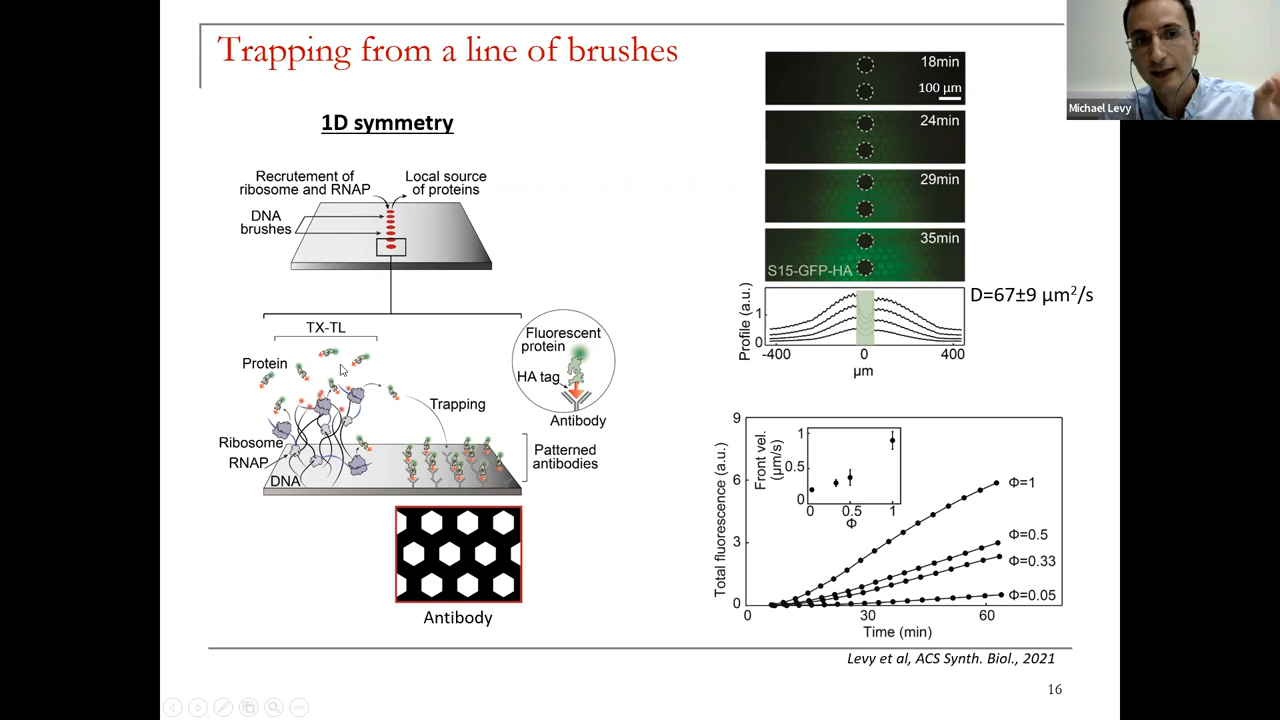 Trapping from a line of brushes
1D symmetry
Recrutement of
ribosome and RNAP
Local source
of proteins
DNA
brushes
TX-TL
Protein
Ribosome
RNAP
DNA
Trapping
Fluorescent
protein
HA tag
Antibody
Patterned
antibodies
Antibody
18min
100 µm
24min
29min
35min
S15-GFP-HA
Profile (a.u.)
1
0
-400
0
400
µm
D=67±9 µm²/s
Total fluorescence (a.u.)
9
6
3
0
0
30
60
Time (min)
Front vel.
(µm/s)
1
0.5
0
0
0.5
1
Φ
Φ=1
Φ=0.5
Φ=0.33
Φ=0.05
Levy et al, ACS Synth. Biol., 2021
16
Michael Levy